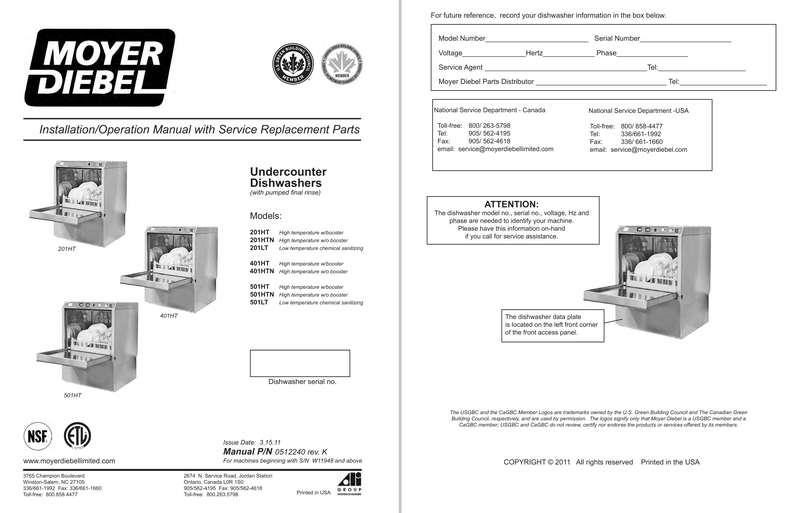 MOYER
DIEBEL
U.S. GREEN BUILDING COUNCIL
MEMBER
MEMBER
Installation/Operation Manual with Service Replacement Parts
Undercounter
Dishwashers
(with pumped final rinse)
Models:
201HT High temperature w/booster
201HTN High temperature w/o booster
201LT Low temperature chemical sanitizing
401HT High temperature w/booster
401HTN High temperature w/o booster
501HT High temperature w/booster
501HTN High temperature w/o booster
501LT Low temperature chemical sanitizing
201HT
401HT
501HT
Dishwasher serial no.
NSF
ETL
Issue Date: 3.15.11
Manual P/N 0512240 rev. K
For machines beginning with S/N W11948 and above
www.moyerdiebellimited.com
3765 Champion Boulevard
Winston-Salem, NC 27105
336/661-1992 Fax: 336/661-1660
Toll-free: 800.858.4477
2674 N. Service Road, Jordan Station
Ontario, Canada L0R 1S0
905/562-4195 Fax: 905/562-4618
Toll-free: 800.263.5798
Printed in USA
ali
GROUP
For future reference, record your dishwasher information in the box below.
Model Number Serial Number
Voltage Hertz Phase
Service Agent Tel:
Moyer Diebel Parts Distributor Tel:
National Service Department - Canada
Toll-free: 800/ 263-5798
Tel: 905/ 562-4195
Fax: 905/ 562-4618
email: service@moyerdiebellimited.com
National Service Department -USA
Toll-free: 800/ 858-4477
Tel: 336/661-1992
Fax: 336/ 661-1660
email: service@moyerdiebel.com
ATTENTION:
The dishwasher model no., serial no., voltage, Hz and
phase are needed to identify your machine.
Please have this information on-hand
if you call for service assistance.
The dishwasher data plate
is located on the left front corner
of the front access panel.
The USGBC and the CaGBC Member Logos are trademarks owned by the U.S. Green Building Council and The Canadian Green
Building Council, respectively, and are used by permission. The logos signify only that Moyer Diebel is a USGBC member and a
CaGBC member; USGBC and CaGBC do not review, certify nor endorse the products or services offered by its members.
COPYRIGHT © 2011 All rights reserved Printed in the USA